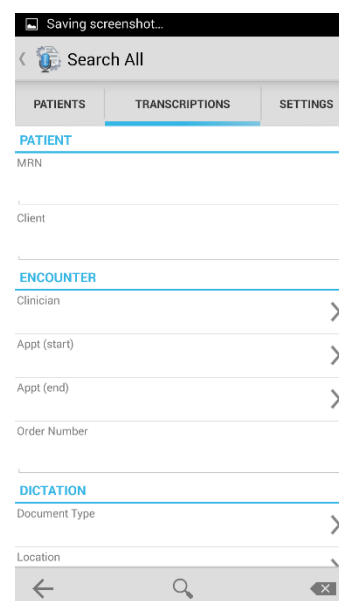 Saving screenshot...
Search All
PATIENTS TRANSCRIPTIONS SETTINGS
PATIENT
MRN
Client
ENCOUNTER
Clinician
Appt (start)
Appt (end)
Order Number
DICTATION
Document Type
Location